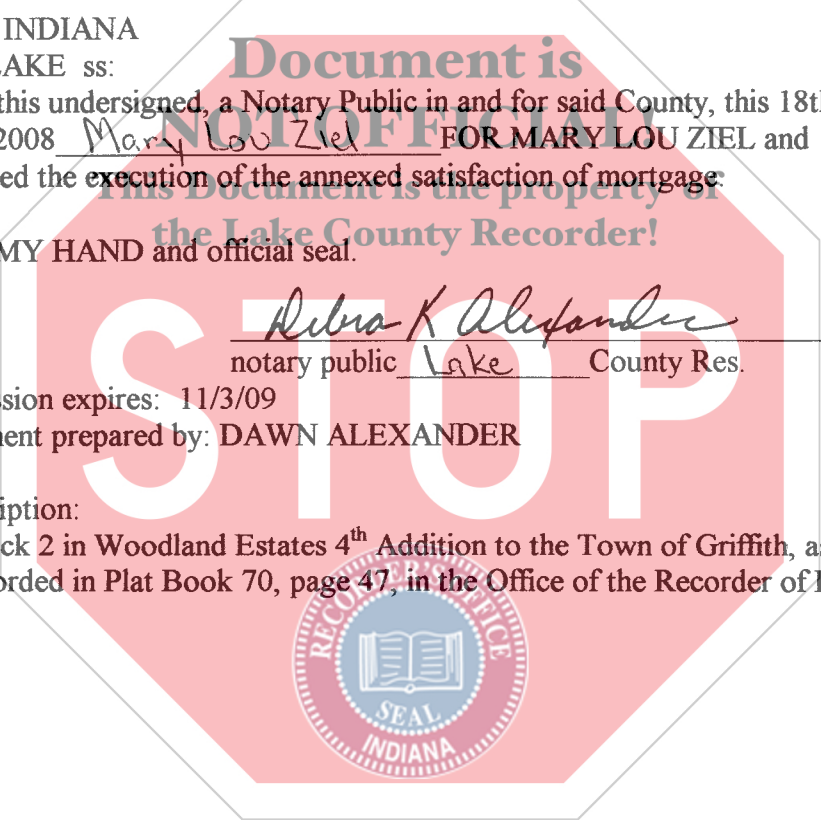 INDIANA
LAKE ss:
Document is
this undersigned, a Notary Public in and for said County, this 18t
2008 Mary Lou Ziel FOR MARY LOU ZIEL and
NOT OFFICIAL!
ed the execution of the annexed satisfaction of mortgage.
This Document is the property of
the Lake County Recorder!
MY HAND and official seal.
Debra K Alexander
notary public Lake County Res.
ssion expires: 11/3/09
ment prepared by: DAWN ALEXANDER
STOP
iption:
ck 2 in Woodland Estates 4th Addition to the Town of Griffith, a
orded in Plat Book 70, page 47, in the Office of the Recorder of
RECORDER'S OFFICE
SEAL
INDIANA